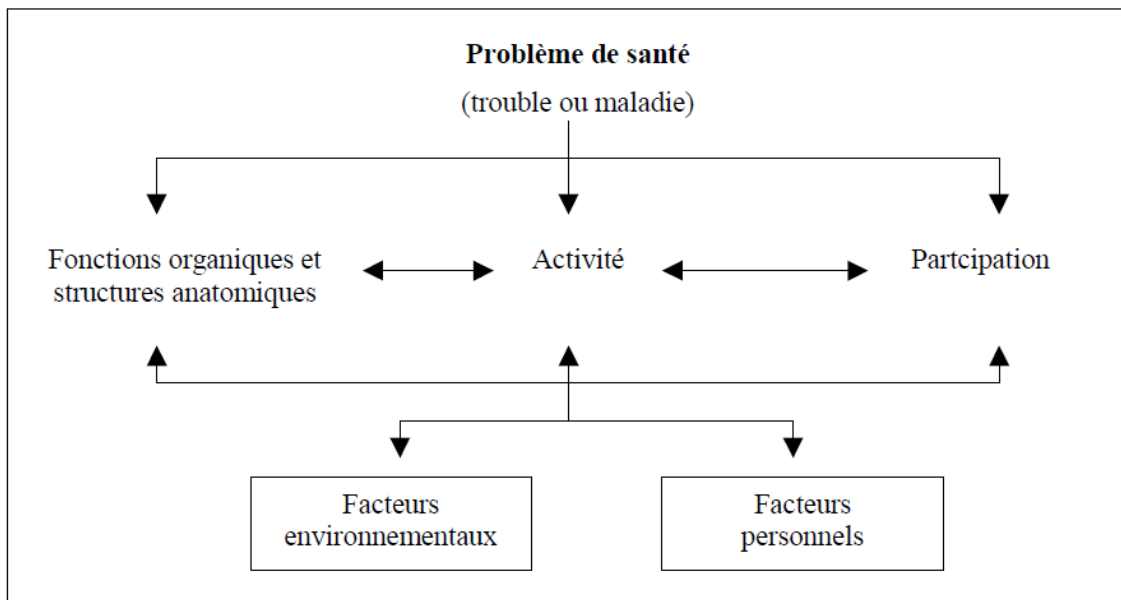 Problème de santé
(trouble ou maladie)
Fonctions organiques et
structures anatomiques
Activité
Partcipation
Facteurs
environnementaux
Facteurs
personnels